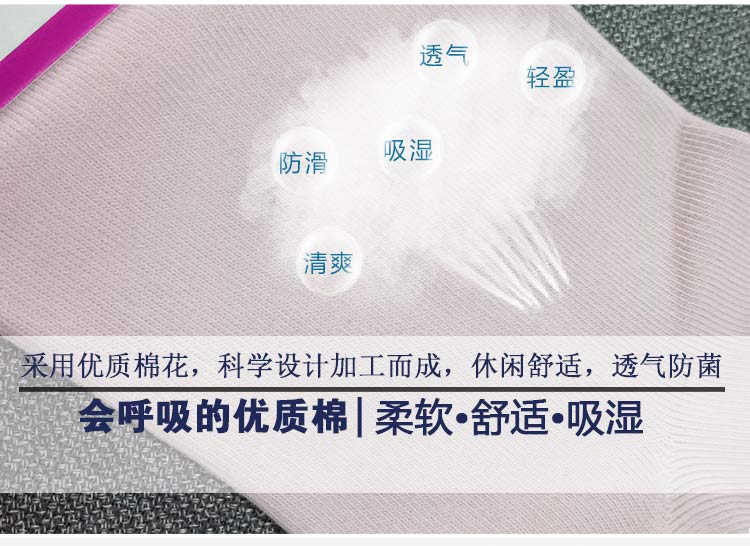 透气
轻盈
吸湿
防滑
清爽
采用优质棉花，科学设计加工而成，休闲舒适，透气防菌
会呼吸的优质棉|柔软•舒适•吸湿